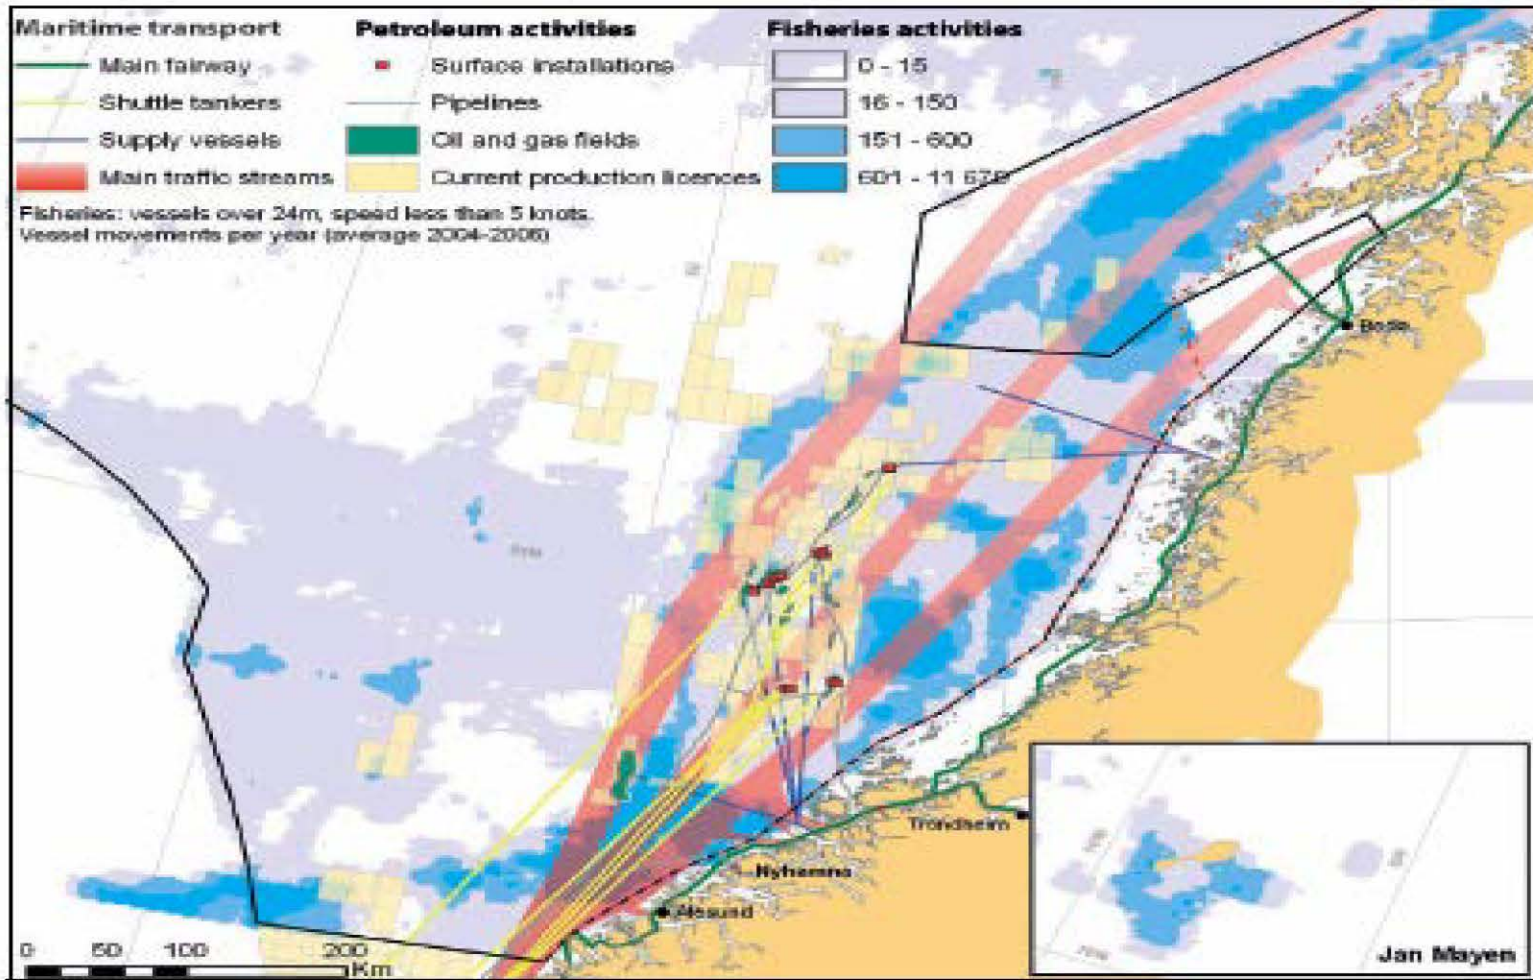 Maritime transport
Main fairway
Shuttle tankers
Supply vessels
Main traffic streams
Petroleum activities
Surface installations
Pipelines
Oil and gas fields
Current production licences
Fisheries activities
0 - 15
16 - 150
151 - 600
601 - 11 678
Fisheries: vessels over 24m, speed less than 5 knots.
Vessel movements per year (average 2004-2006)
Bodø
Trondheim
Nyhamna
Ålesund
0 50 100 200
Km
Jan Mayen